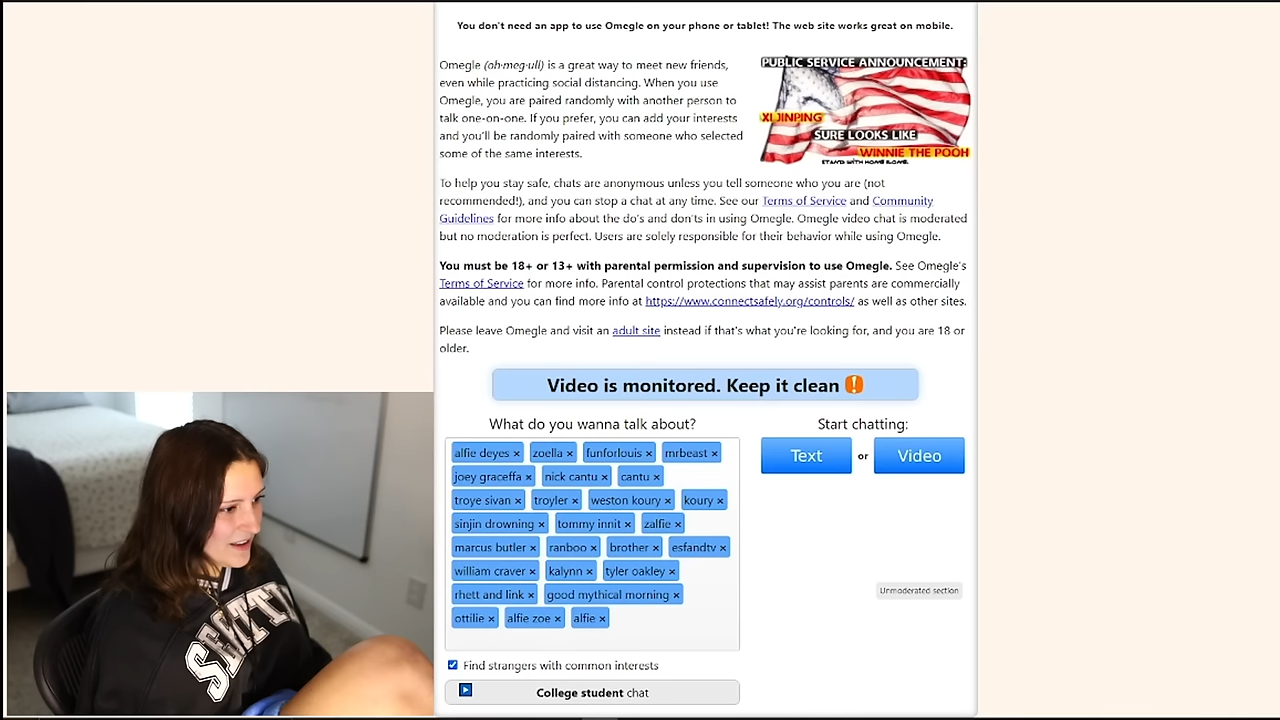 You don't need an app to use Omegle on your phone or tablet! The web site works great on mobile.
Omegle (oh·meg·ull) is a great way to meet new friends,
even while practicing social distancing. When you use
Omegle, you are paired randomly with another person to
talk one-on-one. If you prefer, you can add your interests
and you'll be randomly paired with someone who selected
some of the same interests.
PUBLIC SERVICE ANNOUNCEMENT:
XI JINPING
SURE LOOKS LIKE
WINNIE THE POOH
STAND WITH HONG KONG.
To help you stay safe, chats are anonymous unless you tell someone who you are (not
recommended!), and you can stop a chat at any time. See our Terms of Service and Community
Guidelines for more info about the do's and don'ts in using Omegle. Omegle video chat is moderated
but no moderation is perfect. Users are solely responsible for their behavior while using Omegle.
You must be 18+ or 13+ with parental permission and supervision to use Omegle. See Omegle's
Terms of Service for more info. Parental control protections that may assist parents are commercially
available and you can find more info at https://www.connectsafely.org/controls/ as well as other sites.
Please leave Omegle and visit an adult site instead if that's what you're looking for, and you are 18 or
older.
Video is monitored. Keep it clean !
What do you wanna talk about?
alfie deyes × zoella × funforlouis × mrbeast ×
joey graceffa × nick cantu × cantu ×
troye sivan × troyler × weston koury × koury ×
sinjin drowning × tommy innit × zalfie ×
marcus butler × ranboo × brother × esfandtv ×
william craver × kalynn × tyler oakley ×
rhett and link × good mythical morning ×
ottilie × alfie zoe × alfie ×
Find strangers with common interests
College student chat
Start chatting:
Text or Video
Unmoderated section